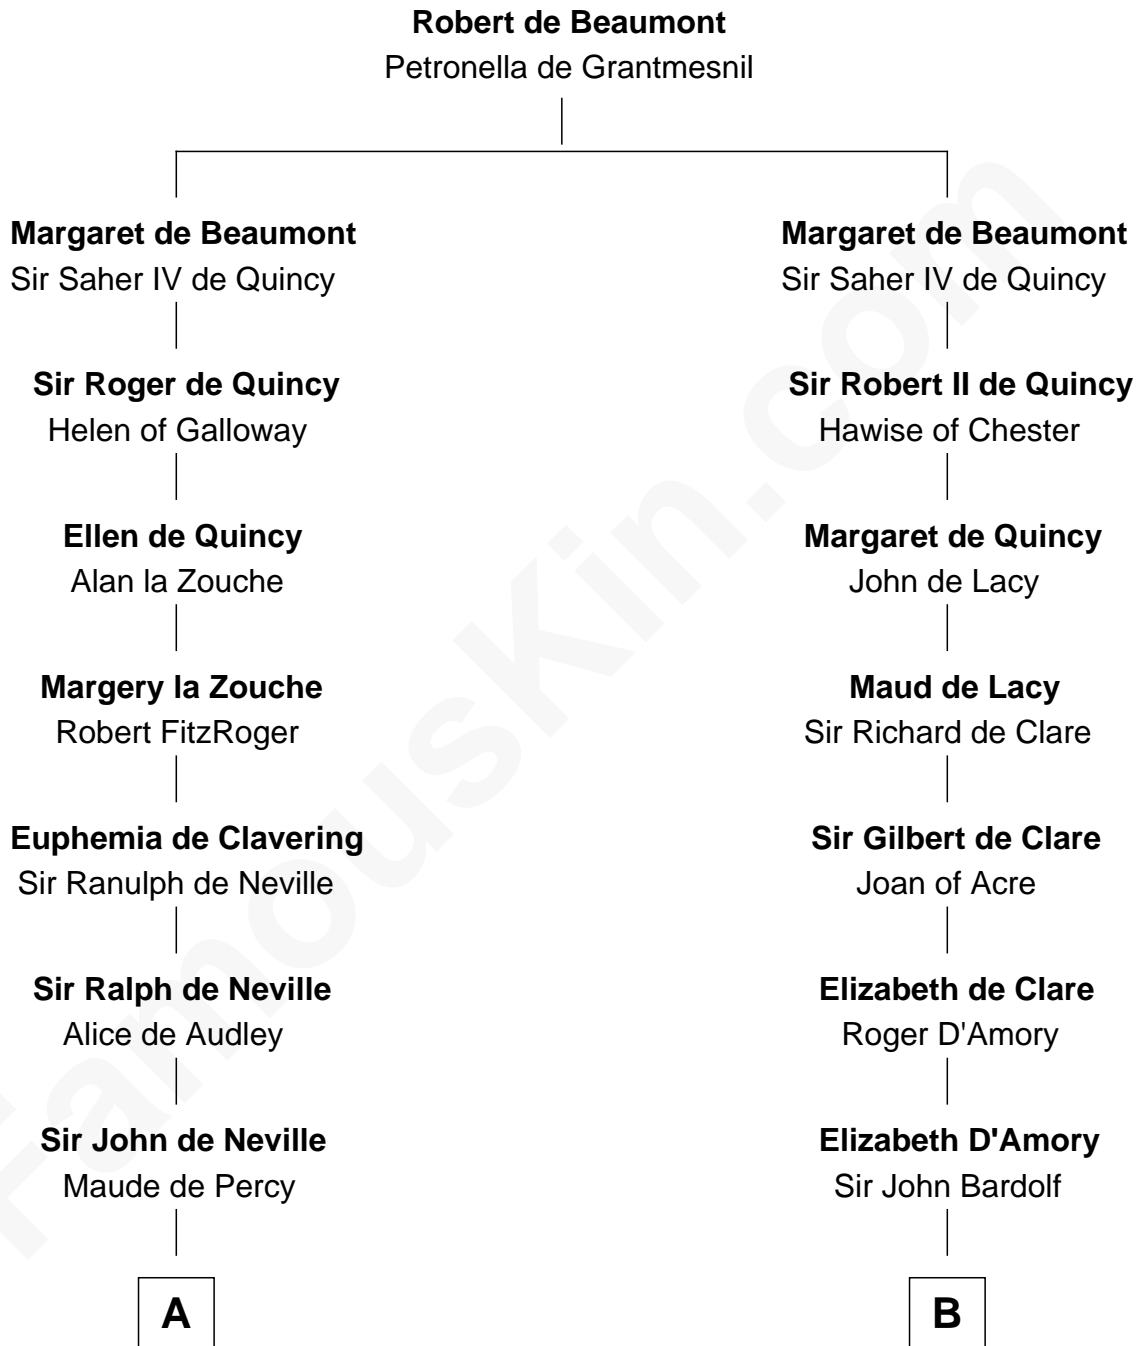 Robert de Beaumont
Petronella de Grantmesnil
Margaret de Beaumont
Sir Saher IV de Quincy
Margaret de Beaumont
Sir Saher IV de Quincy
Sir Roger de Quincy
Helen of Galloway
Sir Robert II de Quincy
Hawise of Chester
Ellen de Quincy
Alan la Zouche
Margaret de Quincy
John de Lacy
Margery la Zouche
Robert FitzRoger
Maud de Lacy
Sir Richard de Clare
Euphemia de Clavering
Sir Ranulph de Neville
Sir Gilbert de Clare
Joan of Acre
Sir Ralph de Neville
Alice de Audley
Elizabeth de Clare
Roger D'Amory
Sir John de Neville
Maude de Percy
Elizabeth D'Amory
Sir John Bardolf
A
B
FamousKin.com